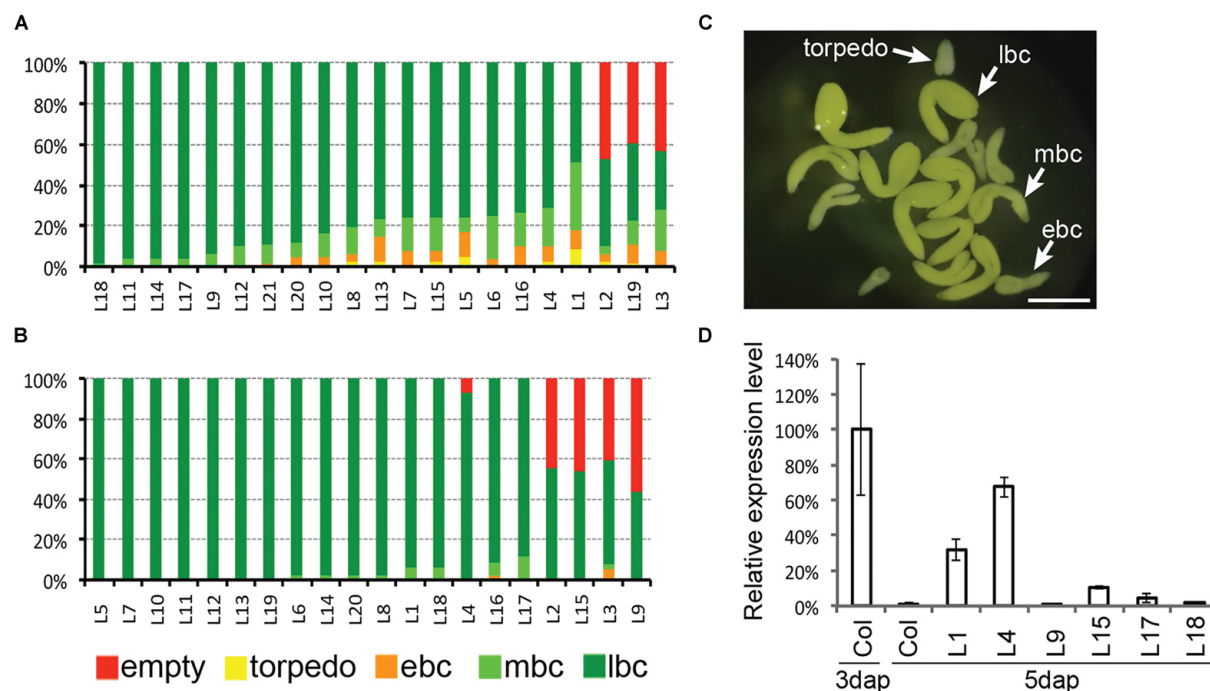 A
100%
80%
60%
40%
20%
0%
L18 L11 L14 L17 L9 L12 L21 L20 L10 L8 L13 L7 L15 L5 L6 L16 L4 L1 L2 L19 L3
B
100%
80%
60%
40%
20%
0%
L5 L7 L10 L11 L12 L13 L19 L6 L14 L20 L8 L1 L18 L4 L16 L17 L2 L15 L3 L9
empty torpedo ebc mbc lbc
C
torpedo
lbc
mbc
ebc
D
Relative expression level
140%
120%
100%
80%
60%
40%
20%
0%
Col Col L1 L4 L9 L15 L17 L18
3dap 5dap